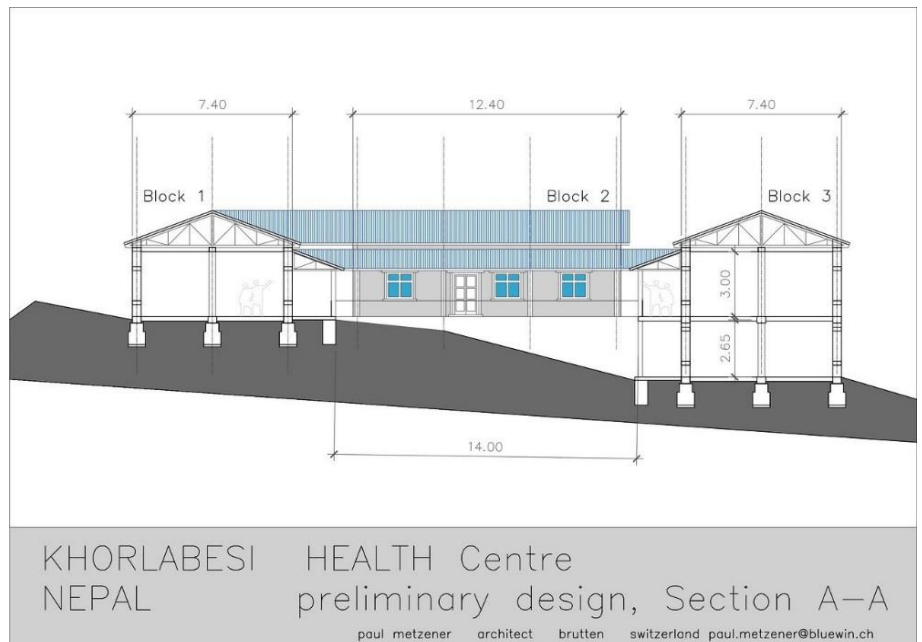 7.40 12.40 7.40
Block 1 Block 2 Block 3
3.00
2.65
14.00
KHORLABESI HEALTH Centre
NEPAL preliminary design, Section A-A
paul metzener architect brutten switzerland paul.metzener@bluewin.ch